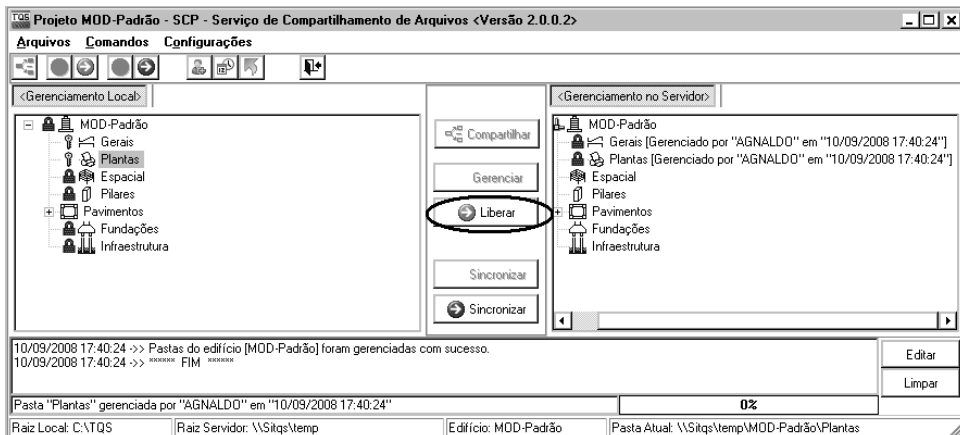 TQS Projeto MOD-Padrão - SCP - Serviço de Compartilhamento de Arquivos <Versão 2.0.0.2>
Arquivos Comandos Configurações
<Gerenciamento Local>
MOD-Padrão
Gerais
Plantas
Espacial
Pilares
Pavimentos
Fundações
Infraestrutura
Compartilhar
Gerenciar
Liberar
Sincronizar
Sincronizar
<Gerenciamento no Servidor>
MOD-Padrão
Gerais [Gerenciado por "AGNALDO" em "10/09/2008 17:40:24"]
Plantas [Gerenciado por "AGNALDO" em "10/09/2008 17:40:24"]
Espacial
Pilares
Pavimentos
Fundações
Infraestrutura
10/09/2008 17:40:24 ->> Pastas do edifício [MOD-Padrão] foram gerenciadas com sucesso.
10/09/2008 17:40:24 ->> ****** FIM ******
Editar
Limpar
Pasta "Plantas" gerenciada por "AGNALDO" em "10/09/2008 17:40:24"
0%
Raiz Local: C:\TQS
Raiz Servidor: \\Sitqs\temp
Edifício: MOD-Padrão
Pasta Atual: \\Sitqs\temp\MOD-Padrão\Plantas